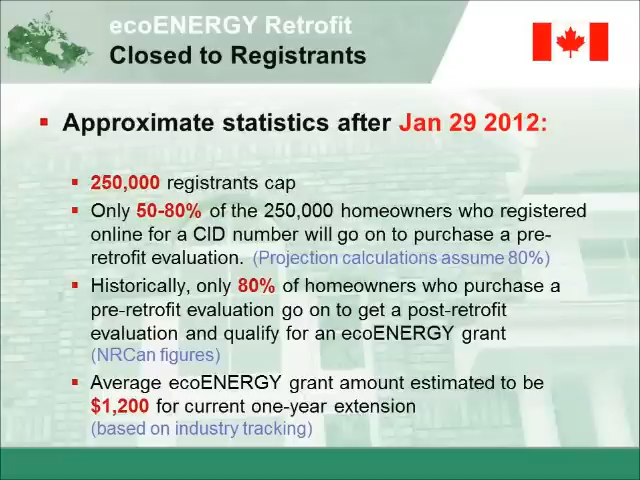 ecoENERGY Retrofit
Closed to Registrants
▪ Approximate statistics after Jan 29 2012:
▪ 250,000 registrants cap
▪ Only 50-80% of the 250,000 homeowners who registered
online for a CID number will go on to purchase a pre-
retrofit evaluation. (Projection calculations assume 80%)
▪ Historically, only 80% of homeowners who purchase a
pre-retrofit evaluation go on to get a post-retrofit
evaluation and qualify for an ecoENERGY grant
(NRCan figures)
▪ Average ecoENERGY grant amount estimated to be
$1,200 for current one-year extension
(based on industry tracking)